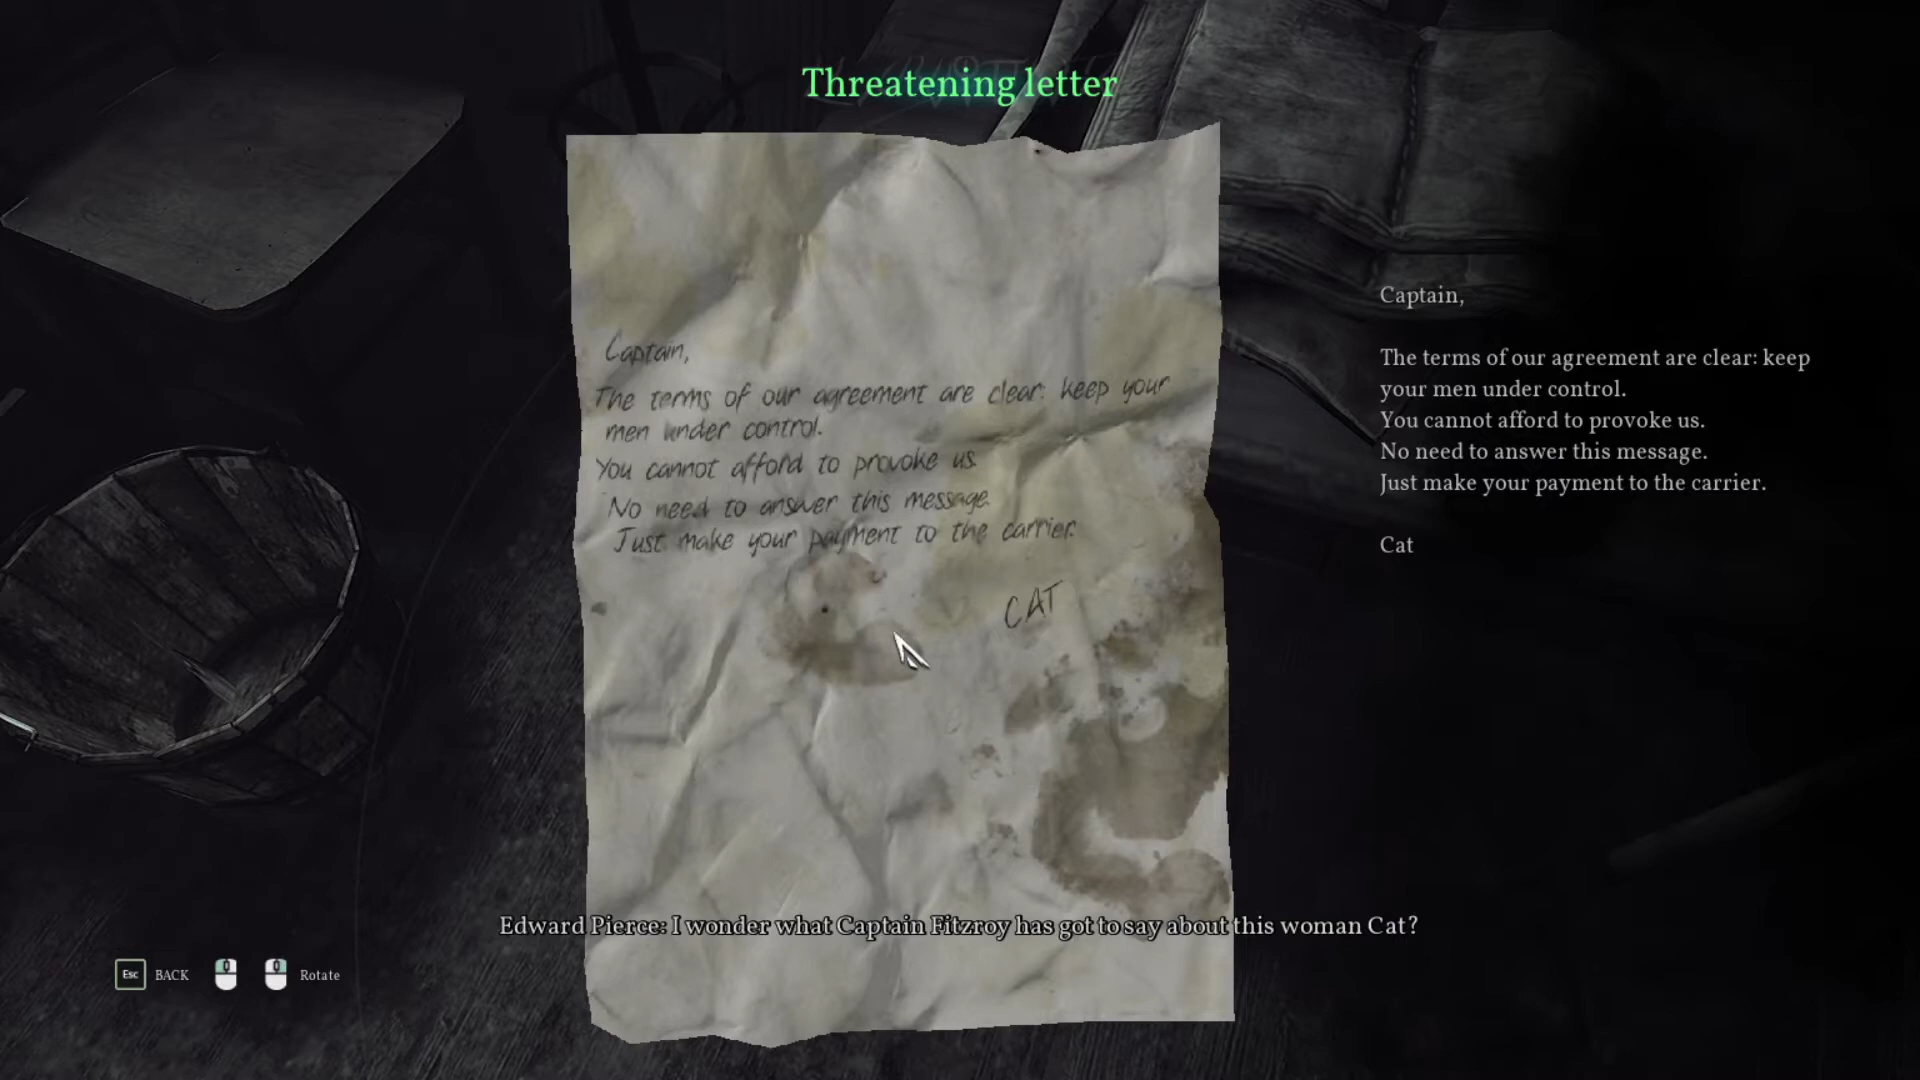 Threatening letter
Captain,
The terms of our agreement are clear: keep your
men under control.
You cannot afford to provoke us.
No need to answer this message.
Just make your payment to the carrier.
CAT
Captain,
The terms of our agreement are clear: keep
your men under control.
You cannot afford to provoke us.
No need to answer this message.
Just make your payment to the carrier.
Cat
Edward Pierce: I wonder what Captain Fitzroy has got to say about this woman Cat?
Esc BACK Rotate